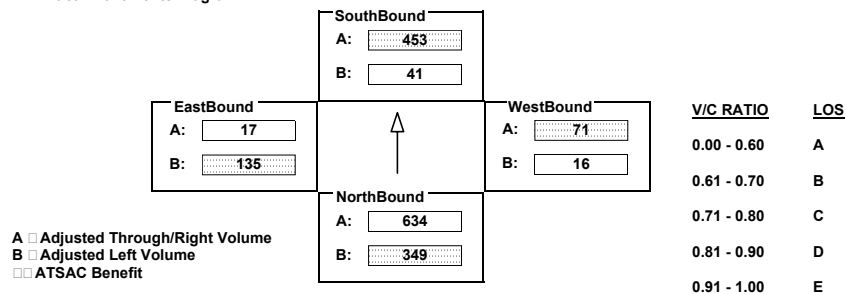 SouthBound
A: 453
B: 41
EastBound
A: 17
B: 135
WestBound
A: 71
B: 16
NorthBound
A: 634
B: 349
A □ Adjusted Through/Right Volume
B □ Adjusted Left Volume
□□ ATSAC Benefit
V/C RATIO LOS
0.00 - 0.60 A
0.61 - 0.70 B
0.71 - 0.80 C
0.81 - 0.90 D
0.91 - 1.00 E